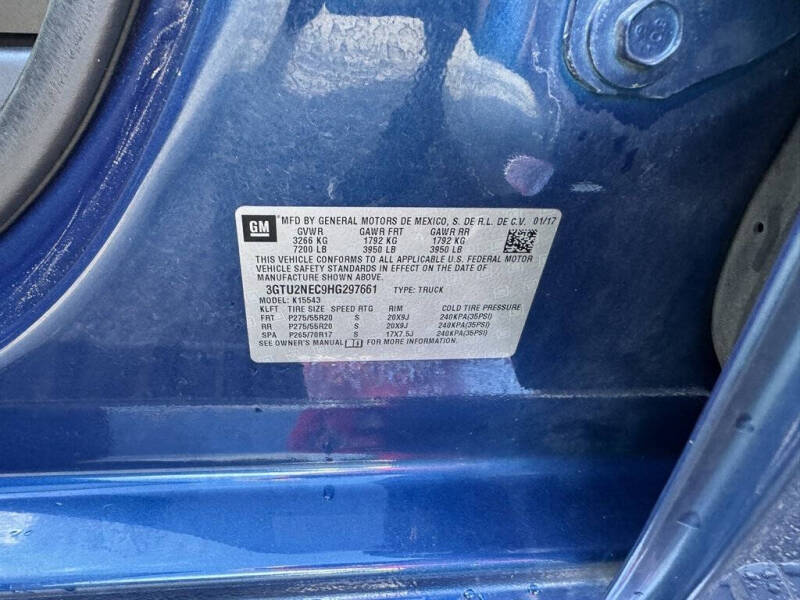 GM MFD BY GENERAL MOTORS DE MEXICO, S. DE R.L. DE C.V. 01/17
GVWR GAWR FRT GAWR RR
3266 KG 1792 KG 1792 KG
7200 LB 3950 LB 3950 LB
THIS VEHICLE CONFORMS TO ALL APPLICABLE U.S. FEDERAL MOTOR
VEHICLE SAFETY STANDARDS IN EFFECT ON THE DATE OF
MANUFACTURE SHOWN ABOVE.
3GTU2NEC9HG297661 TYPE: TRUCK
MODEL: K15543
KLFT TIRE SIZE SPEED RTG RIM COLD TIRE PRESSURE
FRT P275/55R20 S 20X9J 240KPA(35PSI)
RR P275/55R20 S 20X9J 240KPA(35PSI)
SPA P265/70R17 S 17X7.5J 240KPA(35PSI)
SEE OWNER'S MANUAL FOR MORE INFORMATION.